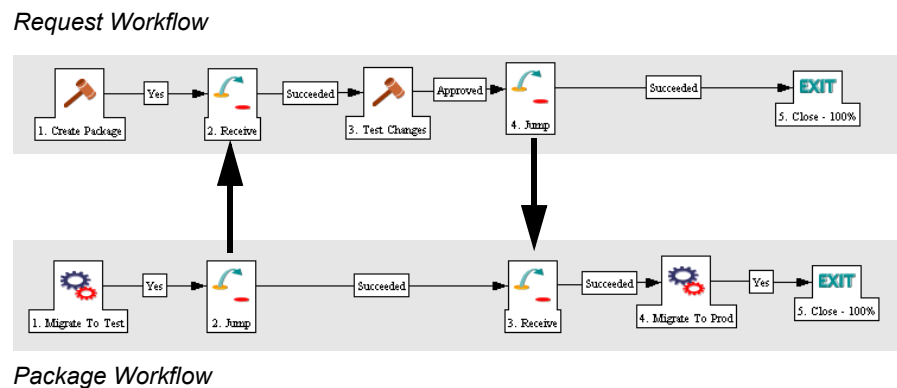 Request Workflow
Yes
Succeeded
Approved
Succeeded
EXIT
1. Create Package
2. Receive
3. Test Changes
4. Jump
5. Close - 100%
Yes
Succeeded
Succeeded
Yes
EXIT
1. Migrate To Test
2. Jump
3. Receive
4. Migrate To Prod
5. Close - 100%
Package Workflow